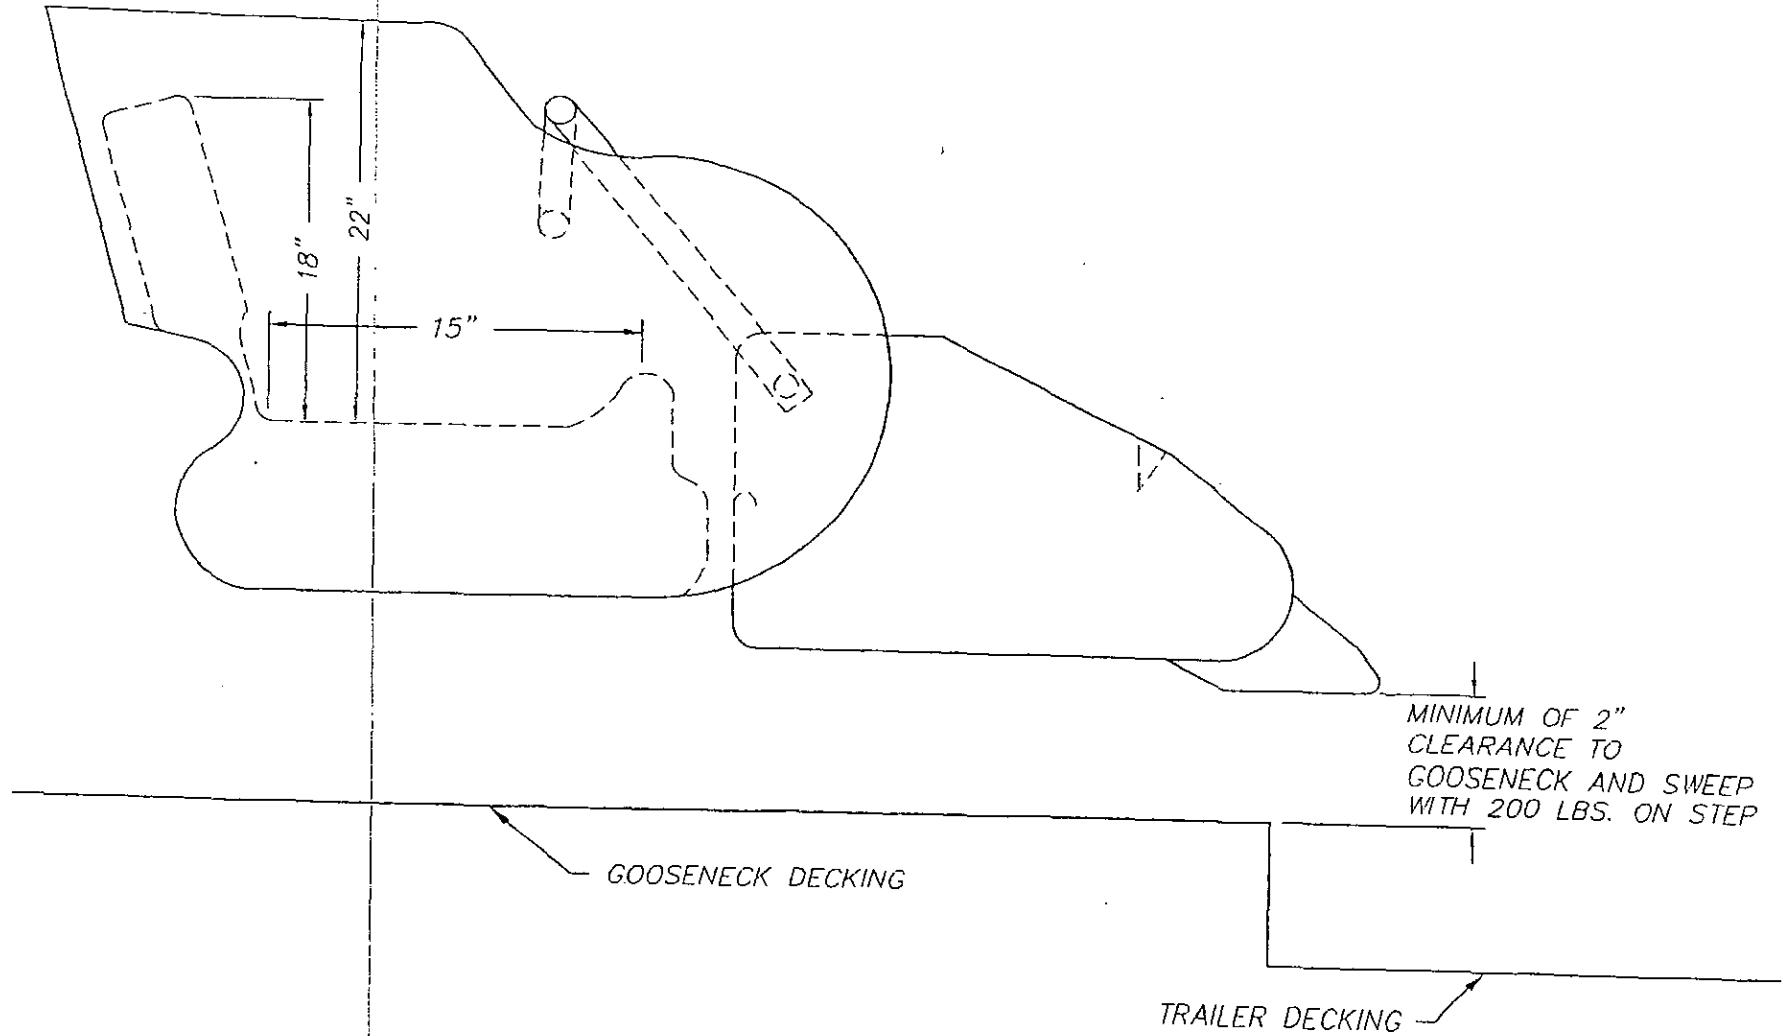 18”
22”
15”
MINIMUM OF 2”
CLEARANCE TO
GOOSENECK AND SWEEP
WITH 200 LBS. ON STEP
GOOSENECK DECKING
TRAILER DECKING